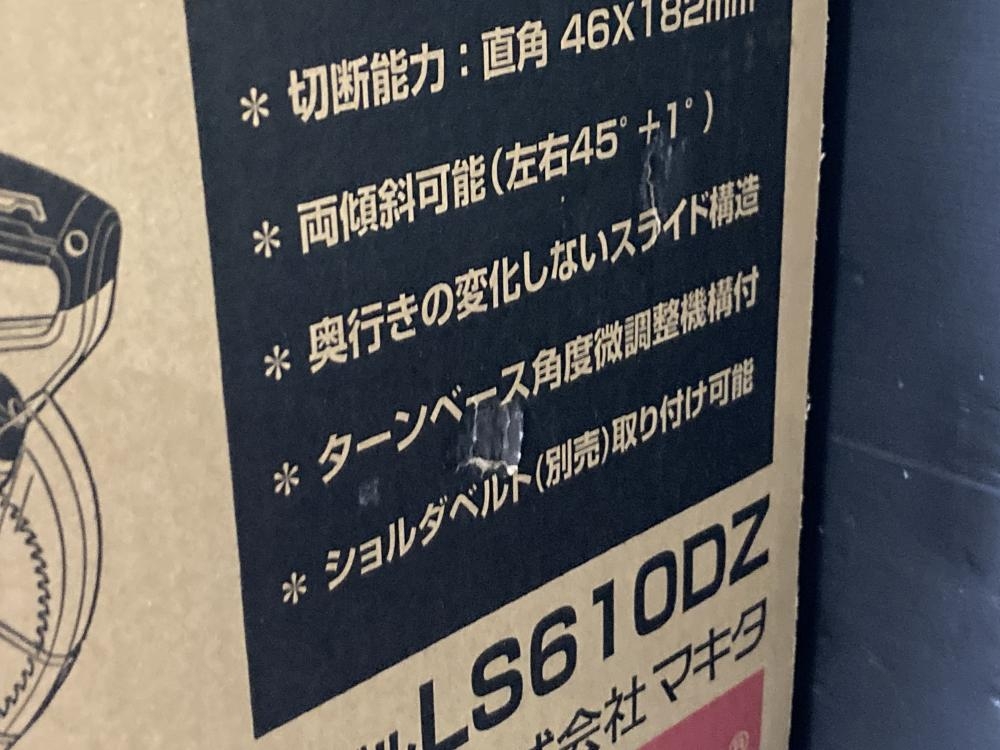 * 切断能力：直角 46X182mm
* 両傾斜可能(左右45°+1°)
* 奥行きの変化しないスライド構造
* ターンベース角度微調整機構付
* ショルダベルト(別売)取り付け可能
LS610DZ
式会社 マキタ
®